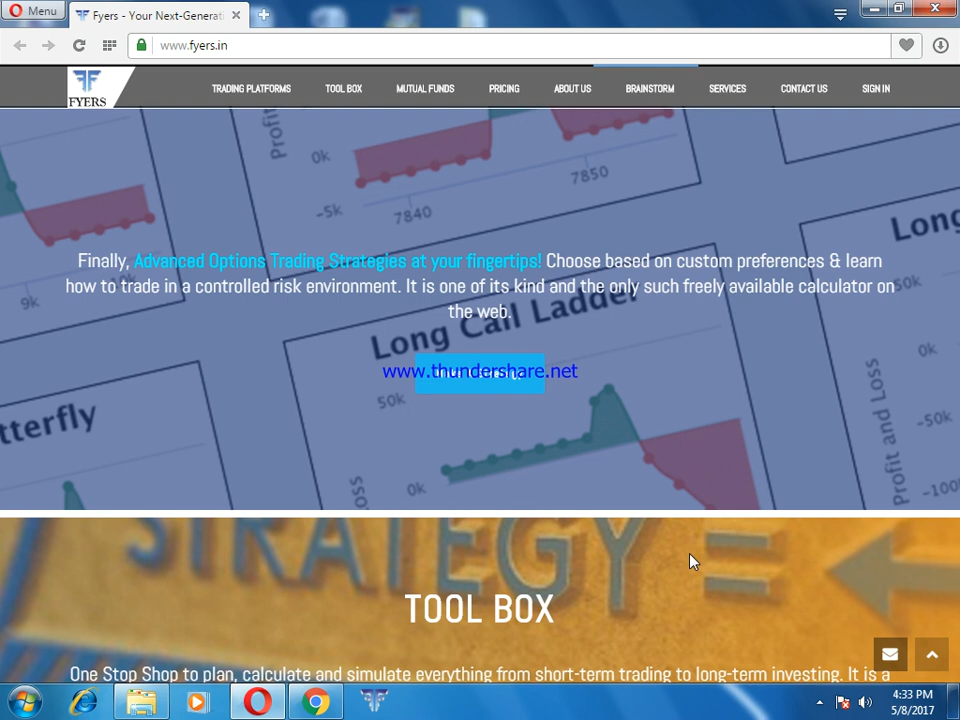 Menu
Fyers - Your Next-Generati
www.fyers.in
FYERS
TRADING PLATFORMS TOOL BOX MUTUAL FUNDS PRICING ABOUT US BRAINSTORM SERVICES CONTACT US SIGN IN
Profit
0k
-5k
7840
7850
9k
10k
Long
Finally, Advanced Options Trading Strategies at your fingertips! Choose based on custom preferences & learn
how to trade in a controlled risk environment. It is one of its kind and the only such freely available calculator on
the web.
50k
Long Call Ladder
www.thundershare.net
0k
50k
Profit and Loss
-50k
tterfly
Loss
0k
-100k
STRATEGY =
TOOL BOX
One Stop Shop to plan, calculate and simulate everything from short-term trading to long-term investing. It is a
4:33 PM
5/8/2017